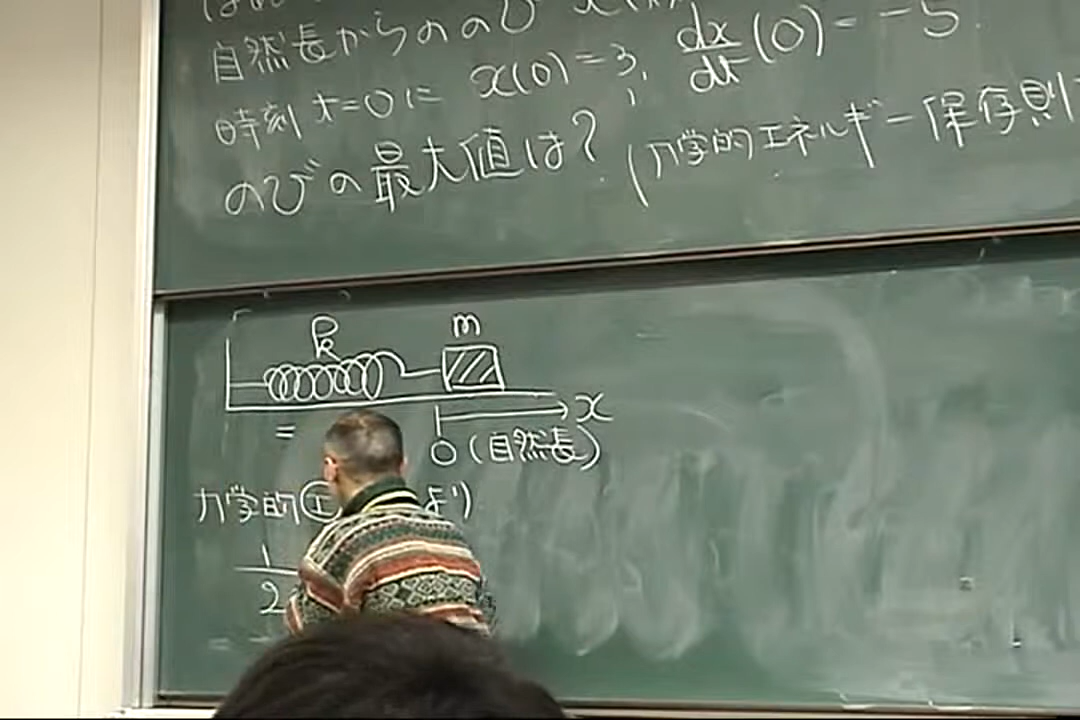 自然長からののび x
時刻 t=0に x(0)=3, dx/dt(0)=-5.
のびの最大値は? (力学的エネルギー保存則
k m
x
O (自然長)
力学的エ より
1/2